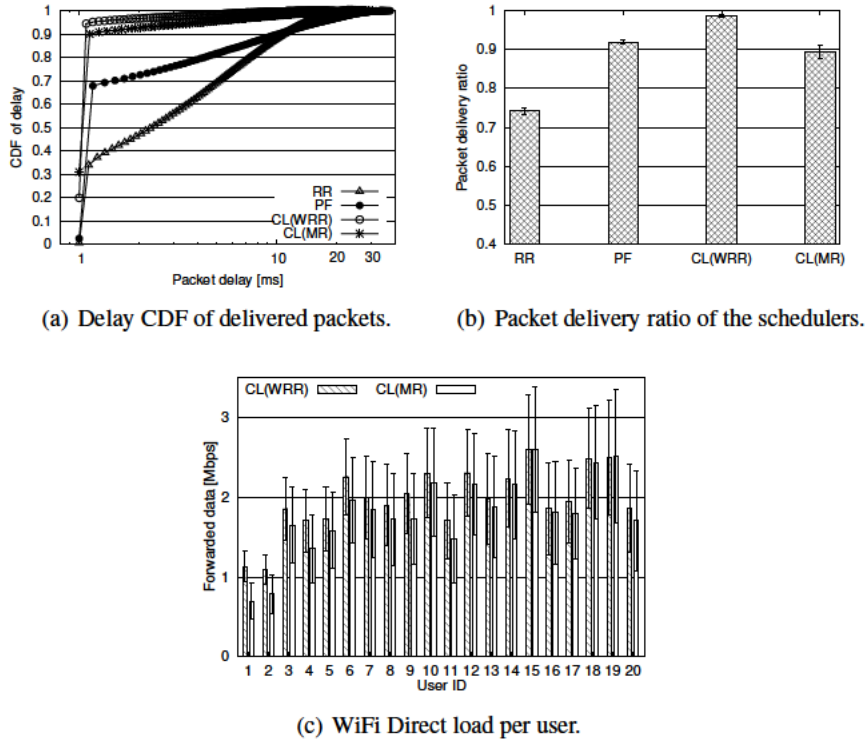 1
0.9
0.8
0.7
0.6
0.5
0.4
0.3
0.2
0.1
0
CDF of delay
RR
PF
CL(WRR)
CL(MR)
1 10 20 30
Packet delay [ms]
(a) Delay CDF of delivered packets.
1
0.9
0.8
0.7
0.6
0.5
0.4
Packet delivery ratio
RR PF CL(WRR) CL(MR)
(b) Packet delivery ratio of the schedulers.
CL(WRR) CL(MR)
3
2
1
0
Forwarded data [Mbps]
1 2 3 4 5 6 7 8 9 10 11 12 13 14 15 16 17 18 19 20
User ID
(c) WiFi Direct load per user.